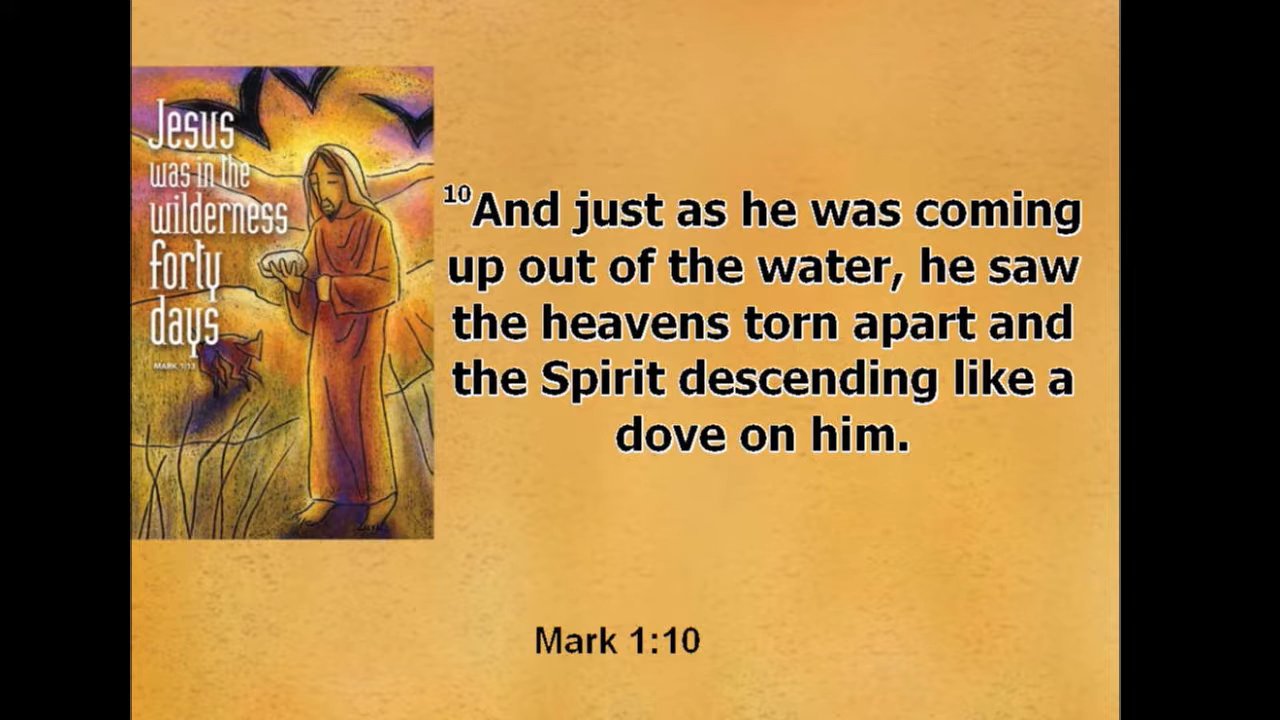 Jesus
was in the
wilderness
forty
days
MARK 1:13
10And just as he was coming
up out of the water, he saw
the heavens torn apart and
the Spirit descending like a
dove on him.
Mark 1:10